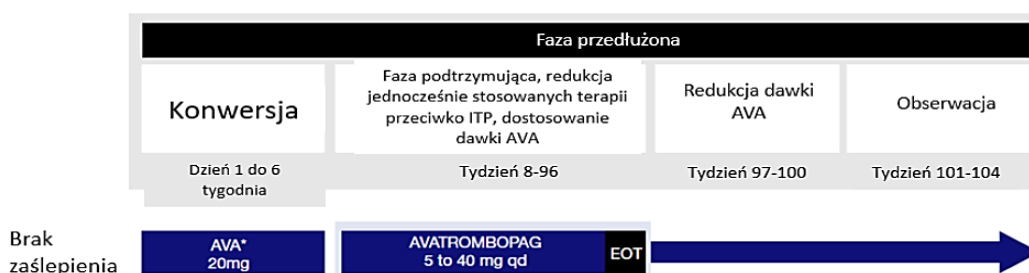 Faza przedłużona
Konwersja
Faza podtrzymująca, redukcja
jednocześnie stosowanych terapii
przeciwko ITP, dostosowanie
dawki AVA
Redukcja dawki
AVA
Obserwacja
Dzień 1 do 6
tygodnia
Tydzień 8-96
Tydzień 97-100
Tydzień 101-104
Brak
zaślepienia
AVA*
20mg
AVATROMBOPAG
5 to 40 mg qd
EOT